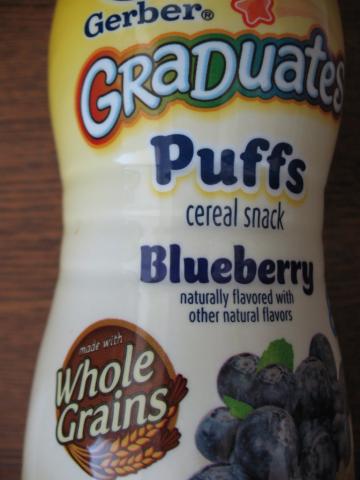 Gerber®
GRADUates
Puffs
cereal snack
Blueberry
naturally flavored with
other natural flavors
made with
Whole
Grains